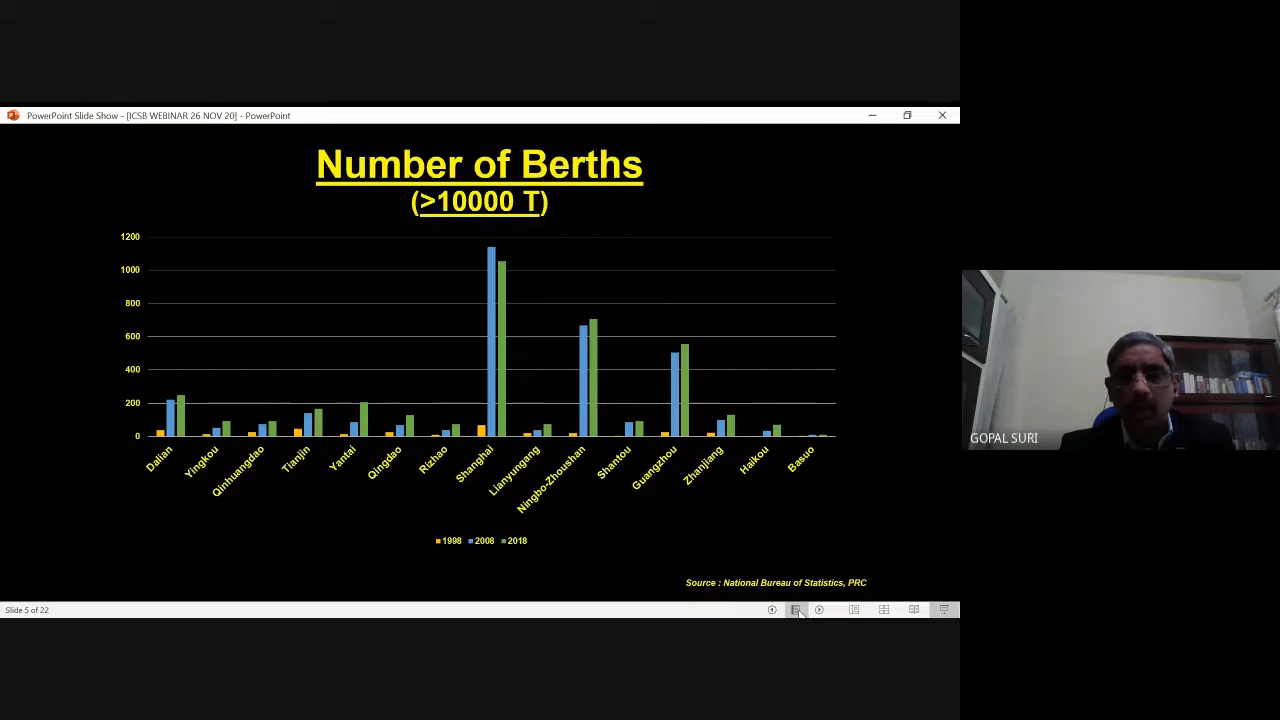 PowerPoint Slide Show - [ICSB WEBINAR 26 NOV 20] - PowerPoint
Number of Berths
(>10000 T)
1200
1000
800
600
400
200
0
Dalian
Yingkou
Qinhuangdao
Tianjin
Yantai
Qingdao
Rizhao
Shanghai
Lianyungang
Ningbo-Zhoushan
Shantou
Guangzhou
Zhanjiang
Haikou
Basuo
1998 2008 2018
Source : National Bureau of Statistics, PRC
Slide 5 of 22
GOPAL SURI